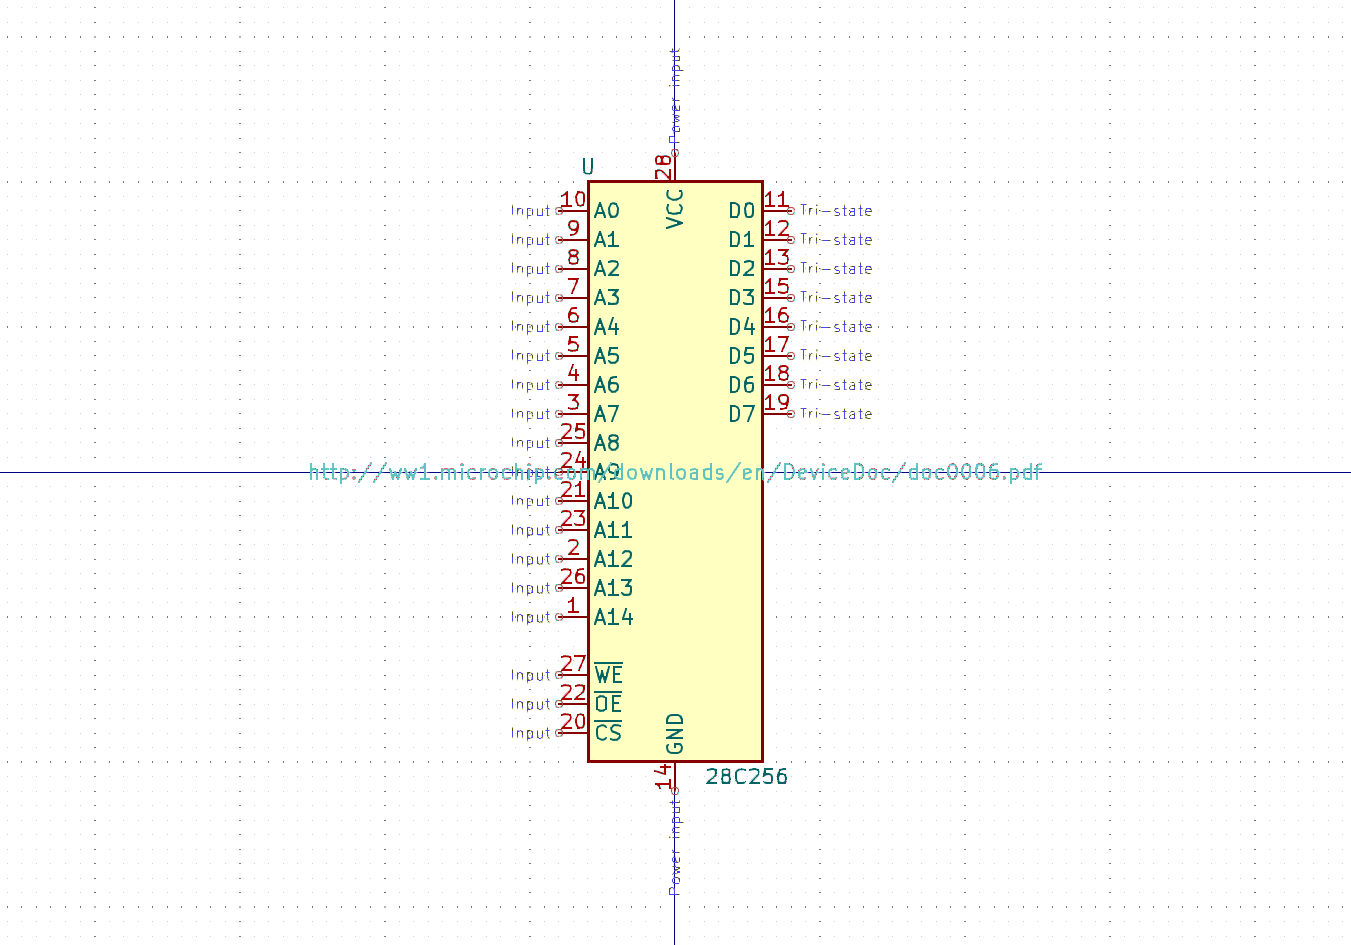 Power input
28
U
VCC
Input 10 A0 D0 11 Tri-state
Input 9 A1 D1 12 Tri-state
Input 8 A2 D2 13 Tri-state
Input 7 A3 D3 15 Tri-state
Input 6 A4 D4 16 Tri-state
Input 5 A5 D5 17 Tri-state
Input 4 A6 D6 18 Tri-state
Input 3 A7 D7 19 Tri-state
Input 25 A8
Input 24 A9
http://ww1.microchip.com/downloads/en/DeviceDoc/doc0006.pdf
Input 21 A10
Input 23 A11
Input 2 A12
Input 26 A13
Input 1 A14
Input 27 WE
Input 22 OE
Input 20 CS
GND
14
28C256
Power input